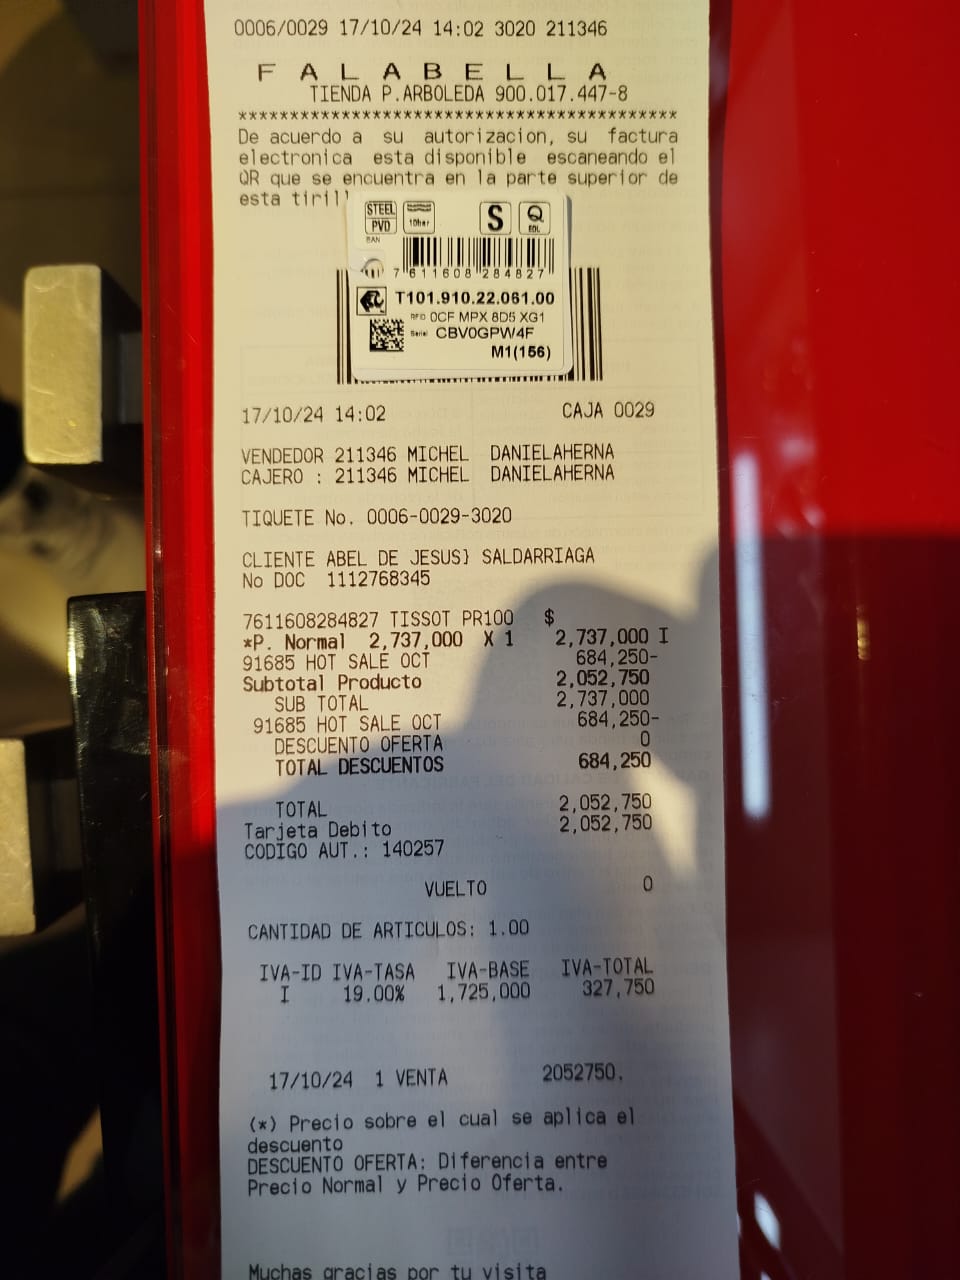 0006/0029 17/10/24 14:02 3020 211346
F A L A B E L L A
TIENDA P.ARBOLEDA 900.017.447-8
******************************************
De acuerdo a su autorizacion, su factura
electronica esta disponible escaneando el
QR que se encuentra en la parte superior de
esta tirill
STEEL PVD 10bar S Q EOL
EAN
7 611608 284827
T101.910.22.061.00
RFID 0CF MPX 8D5 XG1
Serial CBV0GPW4F
M1(156)
17/10/24 14:02 CAJA 0029
VENDEDOR 211346 MICHEL DANIELAHERNA
CAJERO : 211346 MICHEL DANIELAHERNA
TIQUETE No. 0006-0029-3020
CLIENTE ABEL DE JESUS} SALDARRIAGA
No DOC 1112768345
7611608284827 TISSOT PR100 $
*P. Normal 2,737,000 X 1 2,737,000 I
91685 HOT SALE OCT 684,250-
Subtotal Producto 2,052,750
SUB TOTAL 2,737,000
91685 HOT SALE OCT 684,250-
DESCUENTO OFERTA 0
TOTAL DESCUENTOS 684,250
TOTAL 2,052,750
Tarjeta Debito 2,052,750
CODIGO AUT.: 140257
VUELTO 0
CANTIDAD DE ARTICULOS: 1.00
IVA-ID IVA-TASA IVA-BASE IVA-TOTAL
I 19.00% 1,725,000 327,750
17/10/24 1 VENTA 2052750.
(*) Precio sobre el cual se aplica el
descuento
DESCUENTO OFERTA: Diferencia entre
Precio Normal y Precio Oferta.
Muchas gracias por tu visita